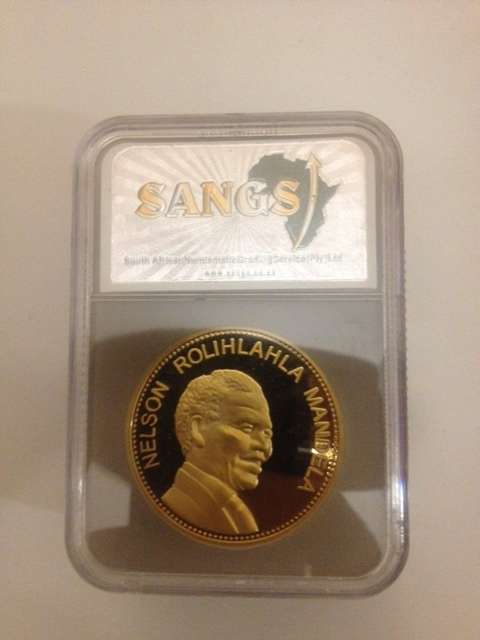 SANGS
South African Numismatic Grading Service (Pty) Ltd
NELSON ROLIHLAHLA MANDELA